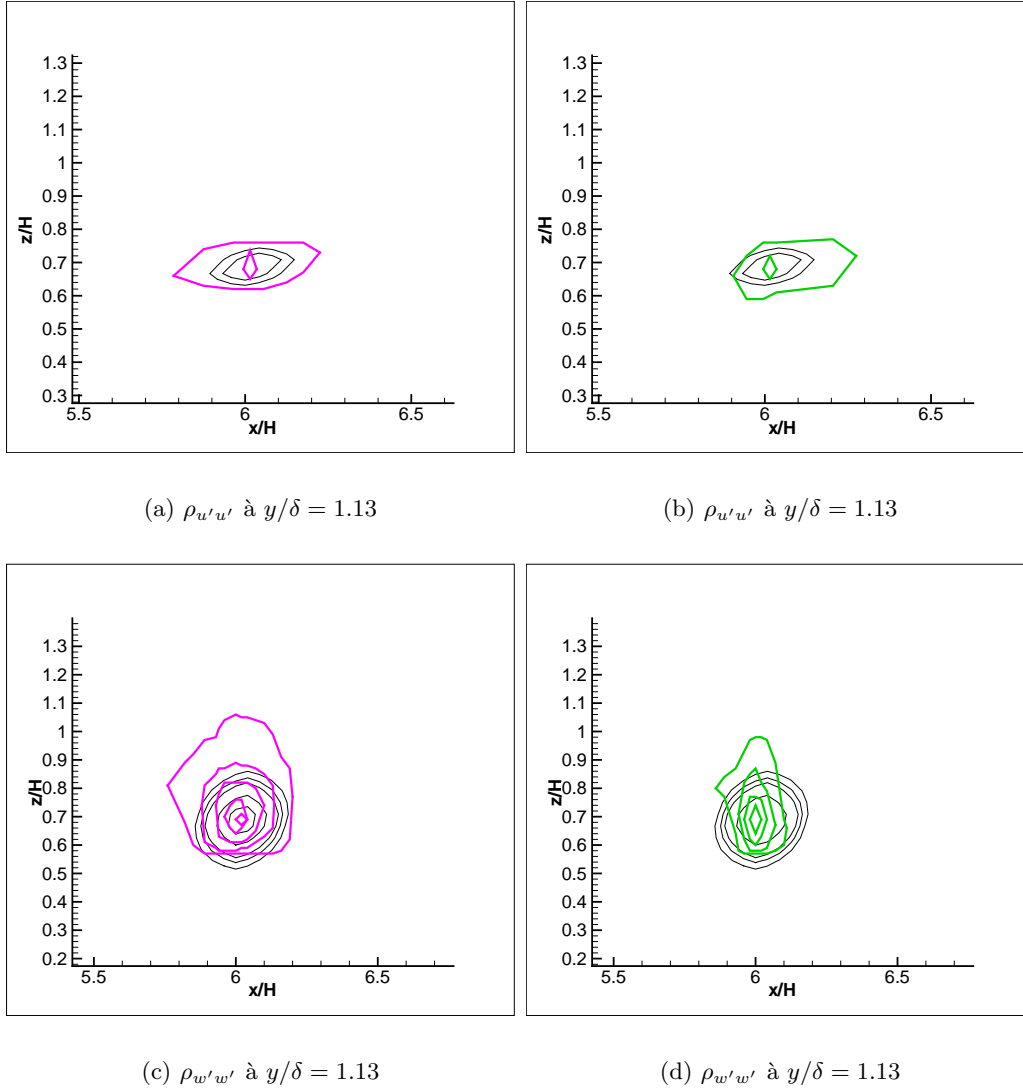 1.3
1.2
1.1
1
0.9
0.8
0.7
0.6
0.5
0.4
0.3
z/H
5.5 6 6.5
x/H
(a) ρu′u′ à y/δ = 1.13
1.3
1.2
1.1
1
0.9
0.8
0.7
0.6
0.5
0.4
0.3
z/H
5.5 6 6.5
x/H
(b) ρu′u′ à y/δ = 1.13
1.3
1.2
1.1
1
0.9
0.8
0.7
0.6
0.5
0.4
0.3
0.2
z/H
5.5 6 6.5
x/H
(c) ρw′w′ à y/δ = 1.13
1.3
1.2
1.1
1
0.9
0.8
0.7
0.6
0.5
0.4
0.3
0.2
z/H
5.5 6 6.5
x/H
(d) ρw′w′ à y/δ = 1.13